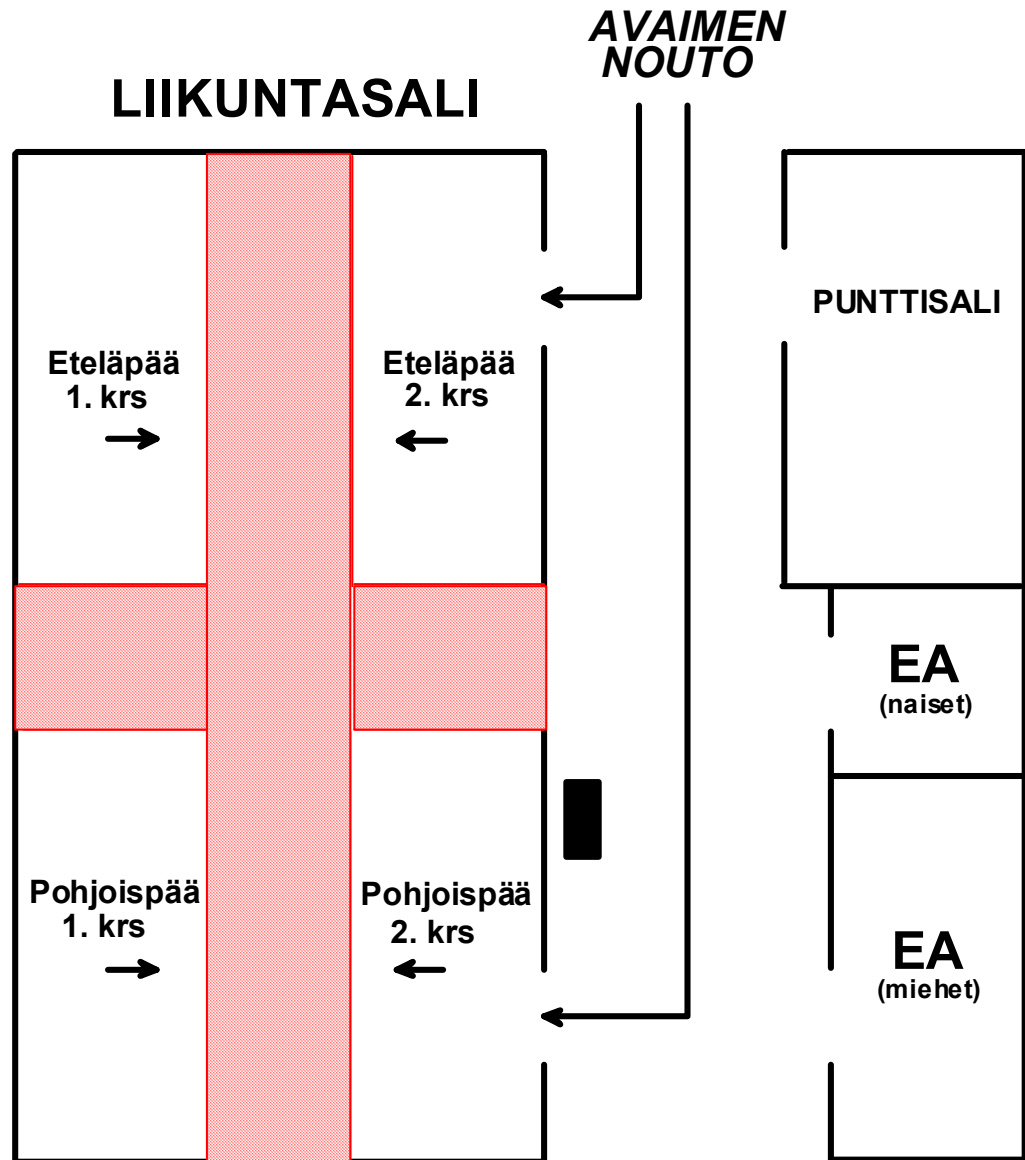 AVAIMEN
NOUTO
LIIKUNTASALI
PUNTTISALI
Eteläpää
1. krs
Eteläpää
2. krs
EA
(naiset)
Pohjoispää
1. krs
Pohjoispää
2. krs
EA
(miehet)